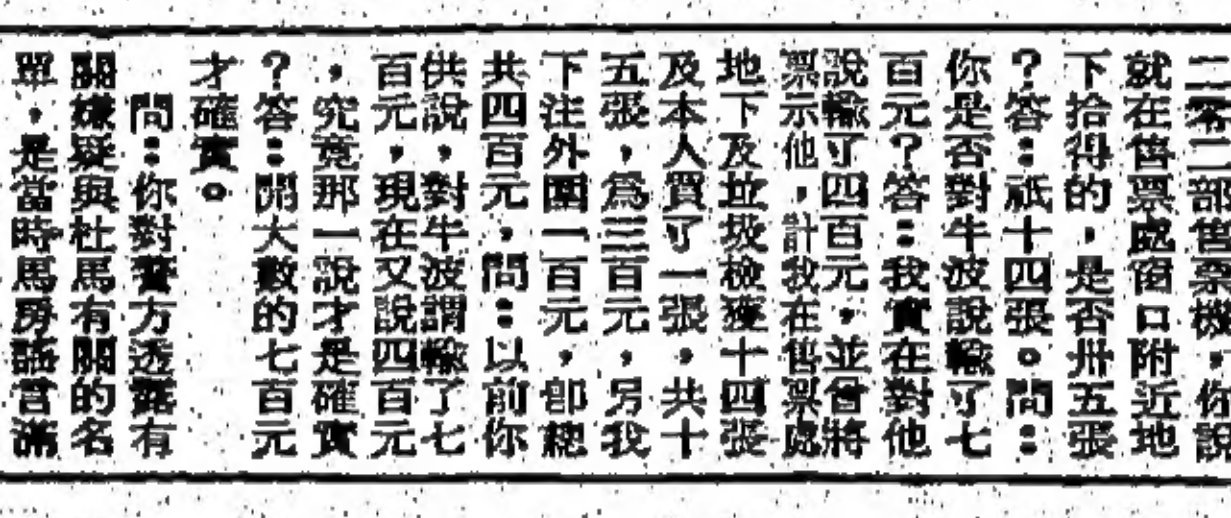 二零二部售票機，你說
就在售票處窗口附近地
下拾得的，是否卅五張
？答：祇十四張。問：
你是否對牛波說輸了七
百元？答：我實在對他
說輸了四百元，並曾將
票示他，計我在售票處
地下及垃圾檢獲十四張
及本人買了一張，共十
五張，爲三百元，另我
下注外圍一百元，卽總
共四百元，問：以前你
供說，對牛波謂輸了七
百元，現在又說四百元
，究竟那一說才是確實
？答：開大數的七百元
才確實。
問：你對警方透露有
關嫌疑與杜馬有關的名
單，是當時馬房諮當滿